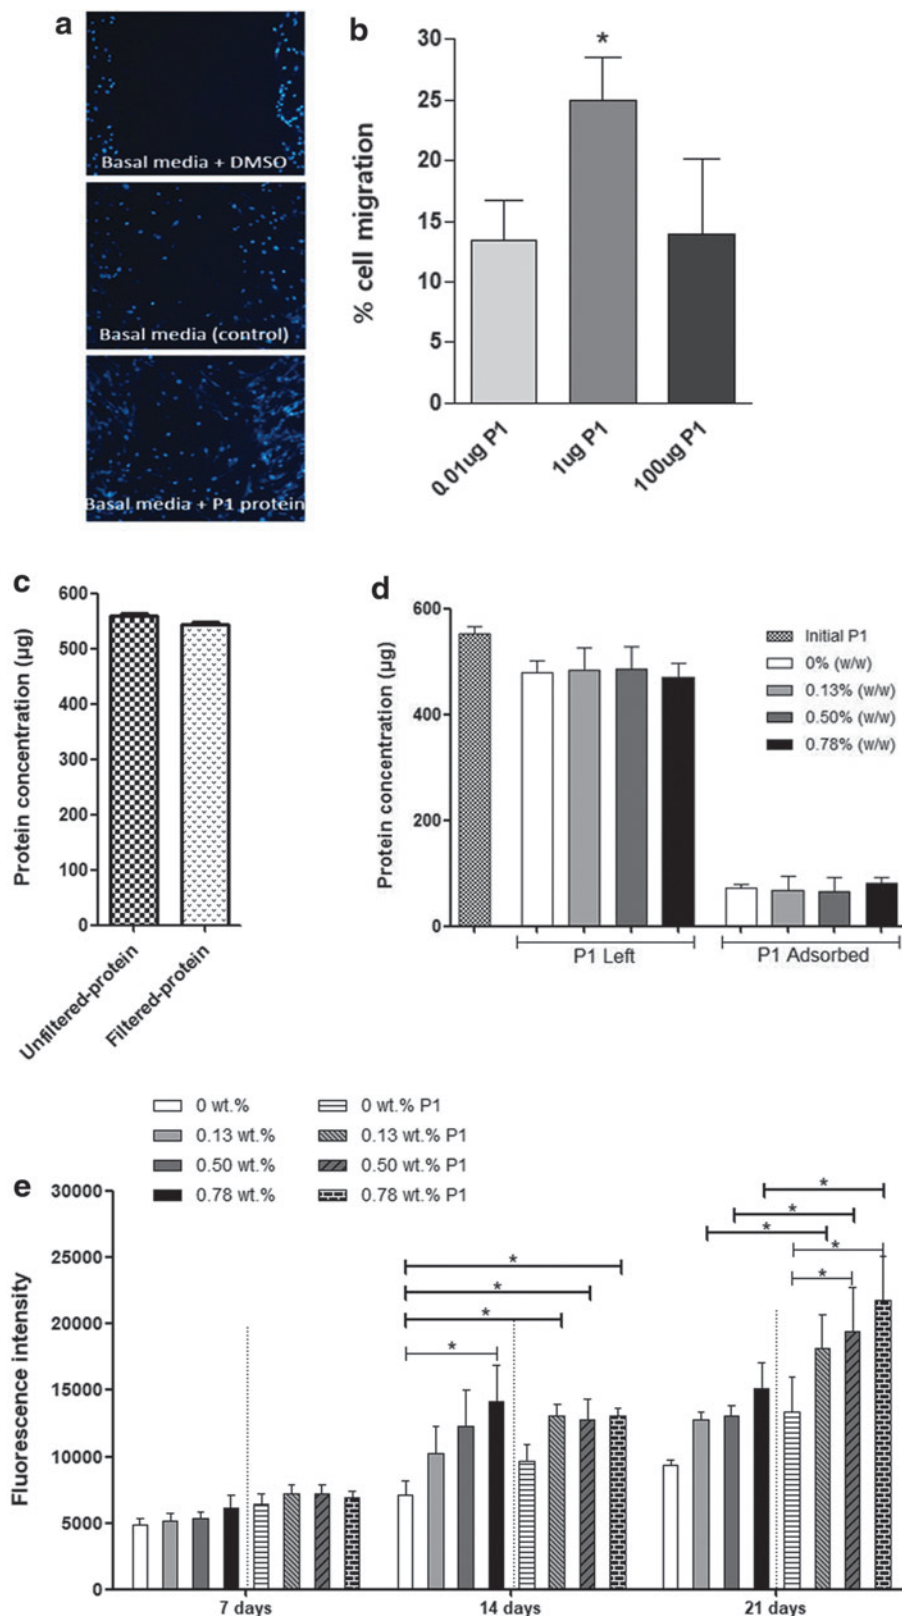 a
Basal media + DMSO
Basal media (control)
Basal media + P1 protein
b
% cell migration
30
25
20
15
10
5
0
*
0.01ug P1
1ug P1
100ug P1
c
Protein concentration (µg)
600
500
400
300
200
100
0
Unfiltered-protein
Filtered-protein
d
Protein concentration (µg)
600
400
200
0
Initial P1
0% (w/w)
0.13% (w/w)
0.50% (w/w)
0.78% (w/w)
P1 Left
P1 Adsorbed
0 wt.%
0 wt.% P1
0.13 wt.%
0.13 wt.% P1
0.50 wt.%
0.50 wt.% P1
0.78 wt.%
0.78 wt.% P1
e
Fluorescence intensity
30000
25000
20000
15000
10000
5000
0
*
*
*
*
*
*
*
*
*
7 days
14 days
21 days